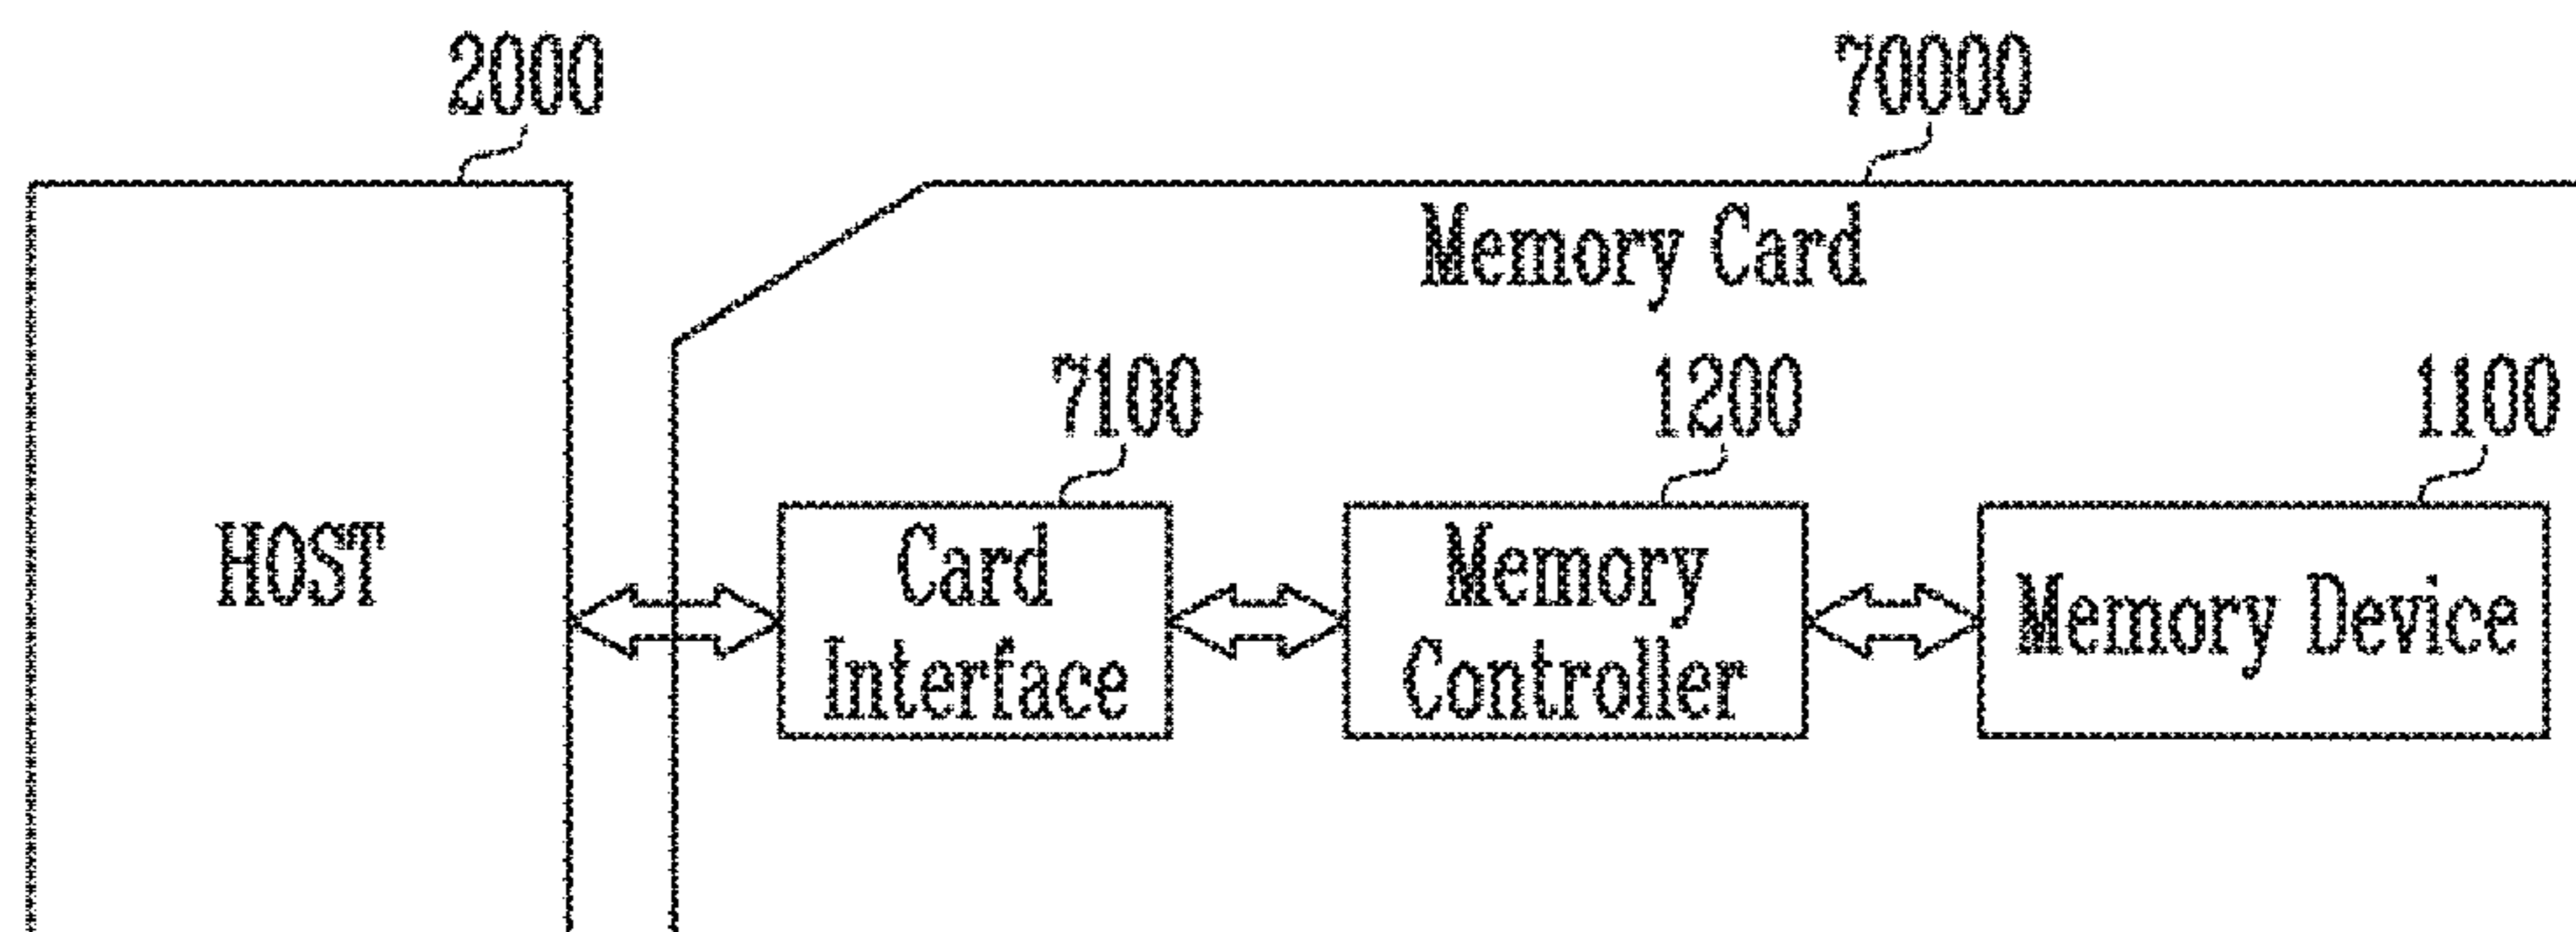 2000
70000
Memory Card
7100
1200
1100
HOST
Card
Interface
Memory
Controller
Memory Device